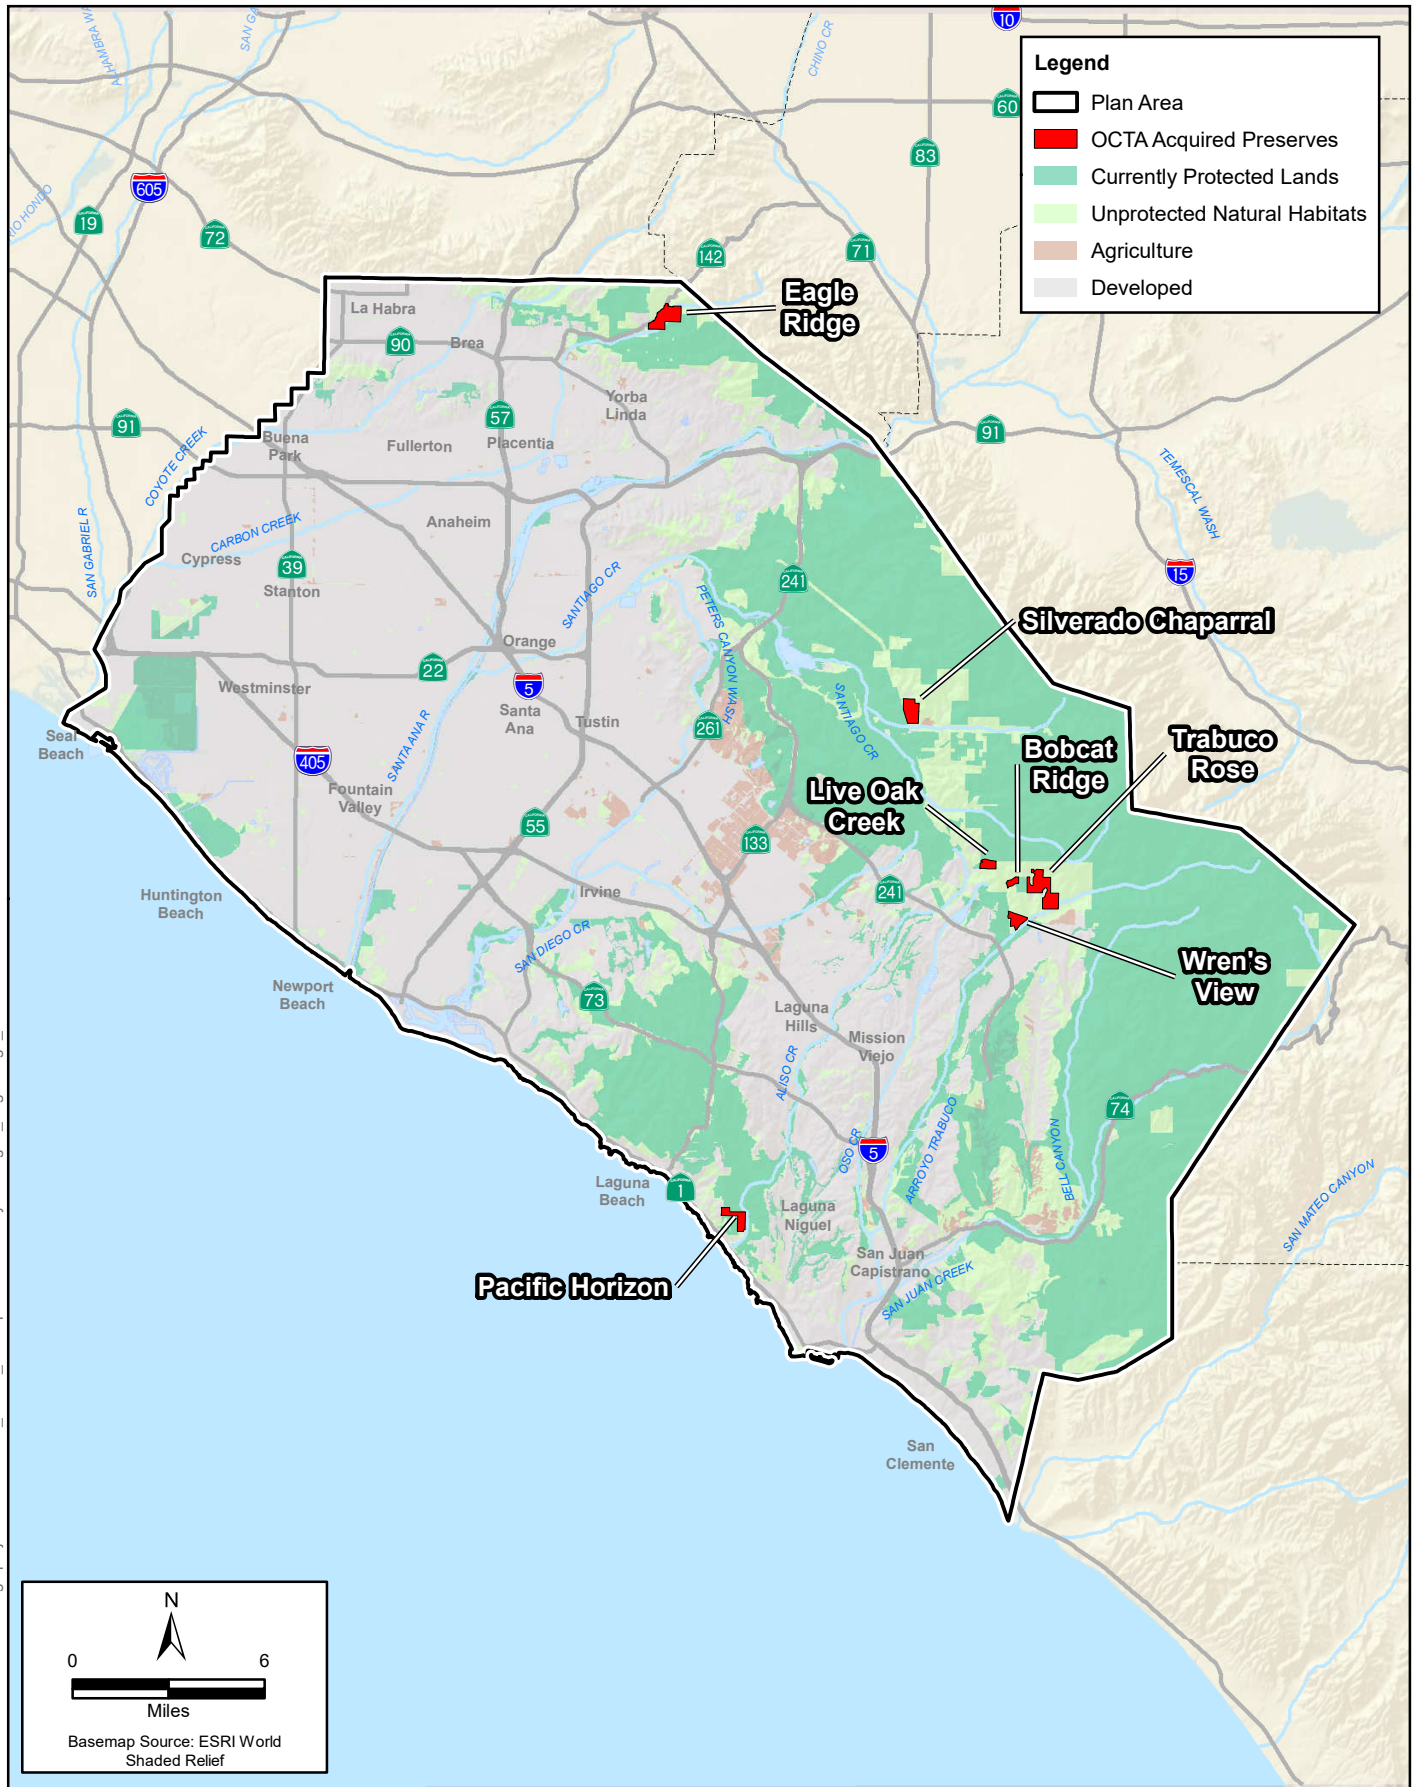 10
Legend
Plan Area
OCTA Acquired Preserves
Currently Protected Lands
Unprotected Natural Habitats
Agriculture
Developed
CHINO CR
60
83
605
19
72
142
71
Eagle
Ridge
La Habra
90
Brea
Yorba
Linda
57
91
91
Buena
Park
Fullerton
Placentia
COYOTE CREEK
TEMESCAL WASH
SAN GABRIEL R
CARBON CREEK
Anaheim
Cypress
39
Stanton
SANTIAGO CR
PETERS CANYON WASH
241
15
Silverado Chaparral
Orange
22
5
Westminster
Santa
Ana
Tustin
261
SANTA ANA R
SANTIAGO CR
Seal
Beach
405
Bobcat
Ridge
Trabuco
Rose
Fountain
Valley
Live Oak
Creek
55
133
Huntington
Beach
Irvine
241
SAN DIEGO CR
Wren's
View
Newport
Beach
73
Laguna
Hills
Mission
Viejo
ALISO CR
74
ARROYO TRABUCO
BELL CANYON
OSO CR
5
Laguna
Beach
1
Laguna
Niguel
SAN MATEO CANYON
San Juan
Capistrano
SAN JUAN CREEK
Pacific Horizon
San
Clemente
N
0 6
Miles
Basemap Source: ESRI World
Shaded Relief